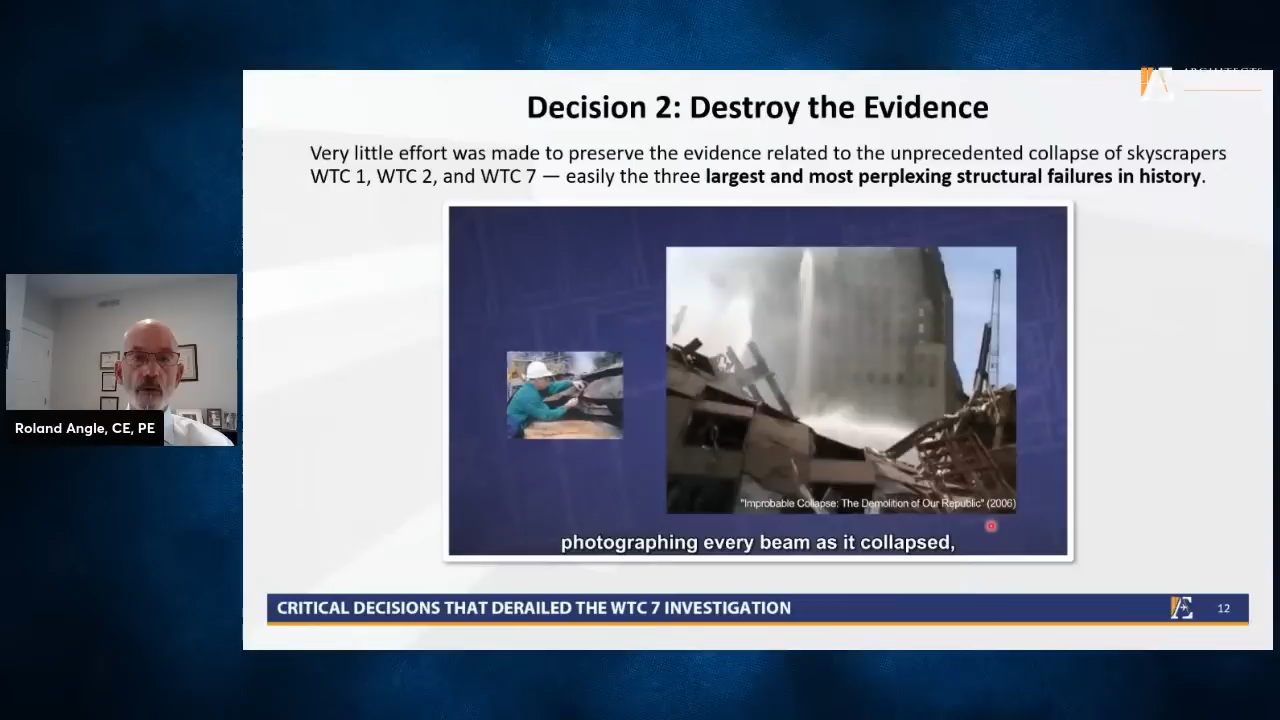 Decision 2: Destroy the Evidence
Very little effort was made to preserve the evidence related to the unprecedented collapse of skyscrapers
WTC 1, WTC 2, and WTC 7 — easily the three largest and most perplexing structural failures in history.
"Improbable Collapse: The Demolition of Our Republic" (2006)
photographing every beam as it collapsed,
Roland Angle, CE, PE
CRITICAL DECISIONS THAT DERAILED THE WTC 7 INVESTIGATION
12